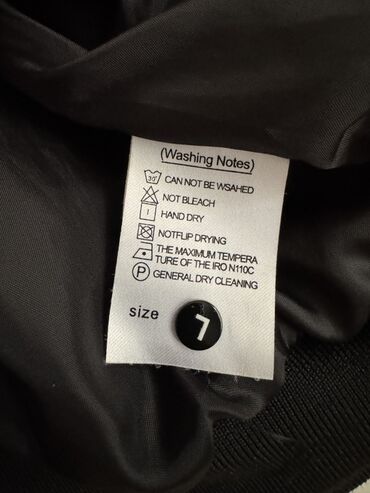 (Washing Notes)
30° CAN NOT BE WSAHED
NOT BLEACH
HAND DRY
NOTFLIP DRYING
THE MAXIMUM TEMPERA
TURE OF THE IRO N110C
P GENERAL DRY CLEANING
size L